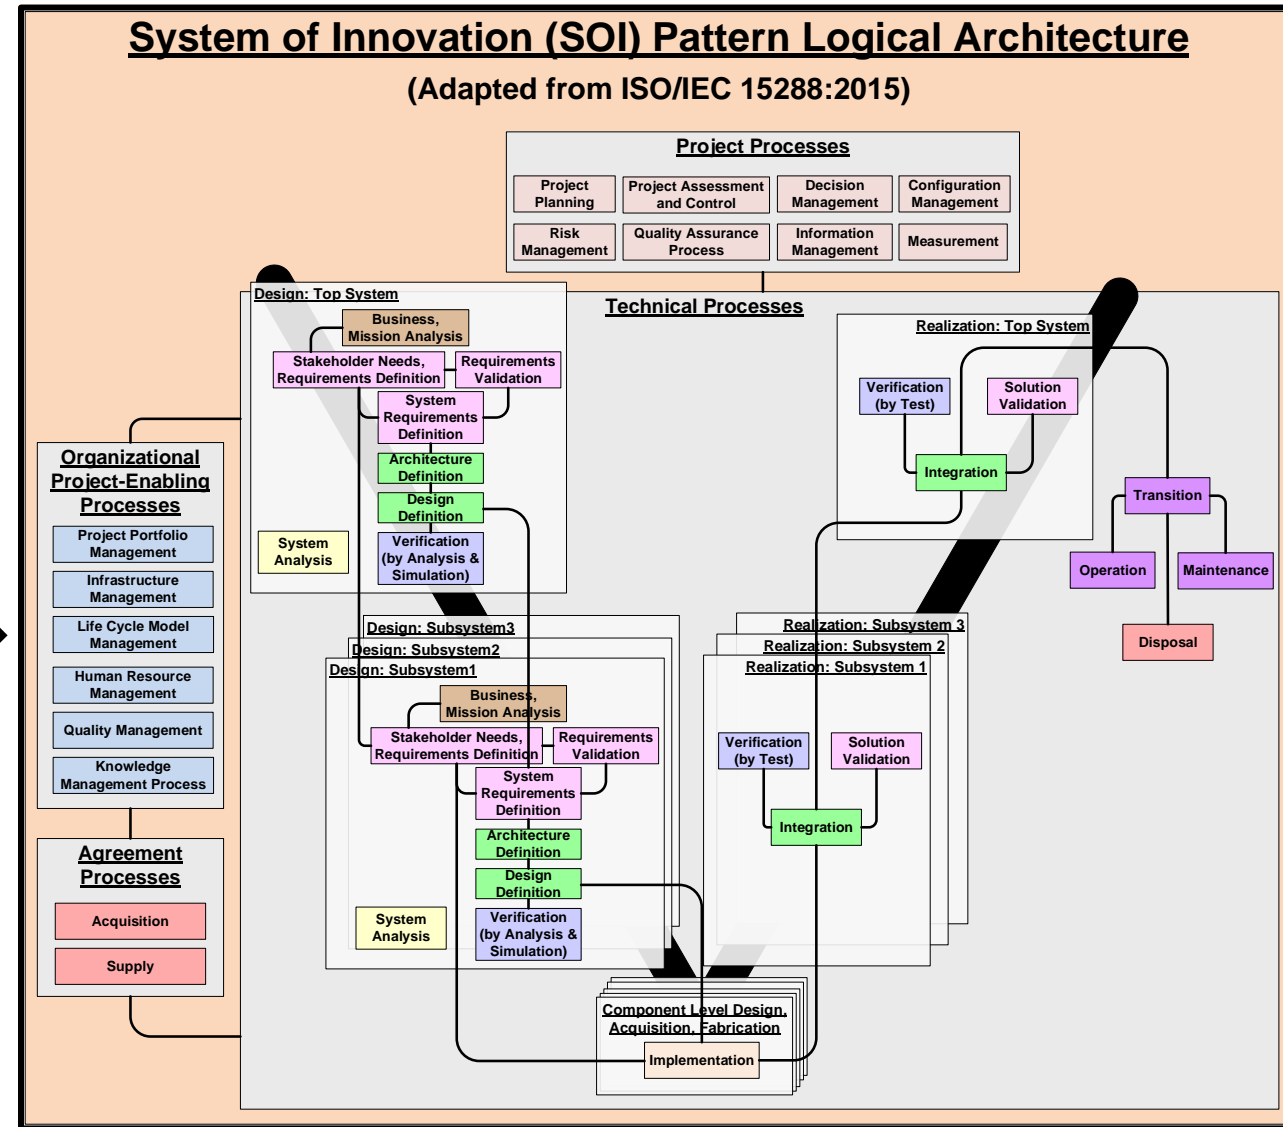 System of Innovation (SOI) Pattern Logical Architecture
(Adapted from ISO/IEC 15288:2015)
Project Processes
Project
Planning
Project Assessment
and Control
Decision
Management
Configuration
Management
Risk
Management
Quality Assurance
Process
Information
Management
Measurement
Technical Processes
Design: Top System
Business,
Mission Analysis
Stakeholder Needs,
Requirements Definition
Requirements
Validation
System
Requirements
Definition
Architecture
Definition
Design
Definition
Verification
(by Analysis &
Simulation)
System
Analysis
Realization: Top System
Verification
(by Test)
Solution
Validation
Integration
Transition
Operation
Maintenance
Disposal
Organizational
Project-Enabling
Processes
Project Portfolio
Management
Infrastructure
Management
Life Cycle Model
Management
Human Resource
Management
Quality Management
Knowledge
Management Process
Agreement
Processes
Acquisition
Supply
Design: Subsystem3
Design: Subsystem2
Design: Subsystem1
Business,
Mission Analysis
Stakeholder Needs,
Requirements Definition
Requirements
Validation
System
Requirements
Definition
Architecture
Definition
Design
Definition
Verification
(by Analysis &
Simulation)
System
Analysis
Realization: Subsystem 3
Realization: Subsystem 2
Realization: Subsystem 1
Verification
(by Test)
Solution
Validation
Integration
Component Level Design,
Acquisition, Fabrication
Implementation